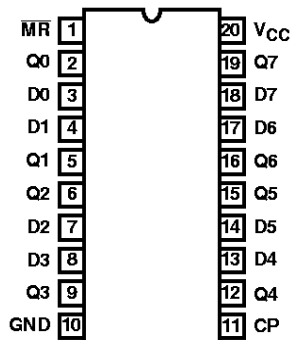 M̅R̅ 1 20 VCC
Q0 2 19 Q7
D0 3 18 D7
D1 4 17 D6
Q1 5 16 Q6
Q2 6 15 Q5
D2 7 14 D5
D3 8 13 D4
Q3 9 12 Q4
GND 10 11 CP